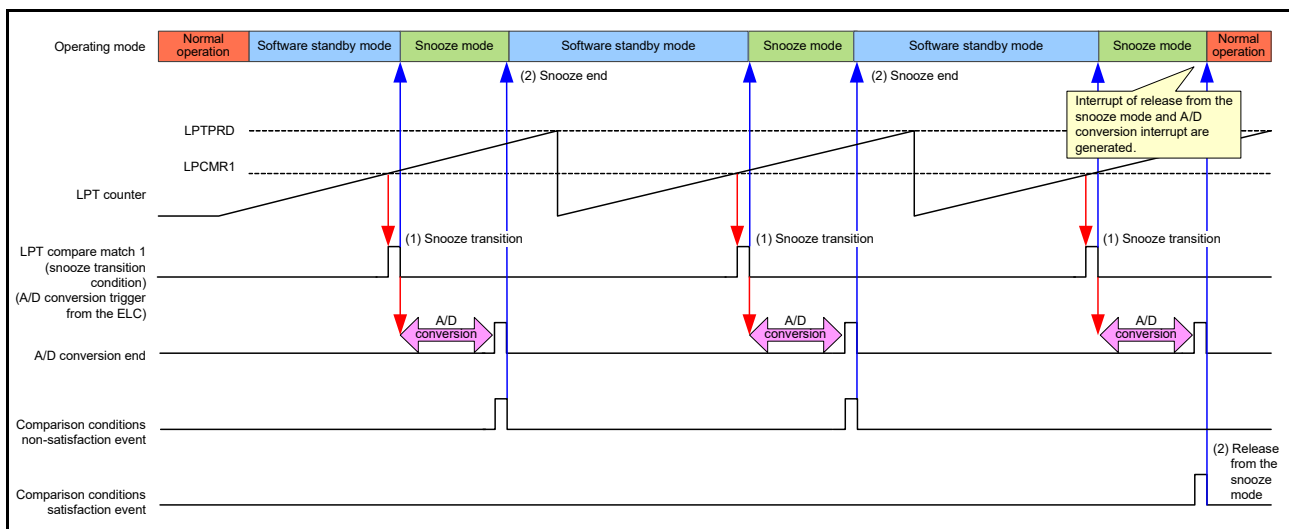 Operating mode
Normal
operation
Software standby mode
Snooze mode
Software standby mode
Snooze mode
Software standby mode
Snooze mode
Normal
operation
(2) Snooze end
(2) Snooze end
Interrupt of release from the
snooze mode and A/D
conversion interrupt are
generated.
LPTPRD
LPCMR1
LPT counter
(1) Snooze transition
(1) Snooze transition
(1) Snooze transition
LPT compare match 1
(snooze transition
condition)
(A/D conversion trigger
from the ELC)
A/D
conversion
A/D
conversion
A/D
conversion
A/D conversion end
Comparison conditions
non-satisfaction event
(2) Release
from the
snooze
mode
Comparison conditions
satisfaction event